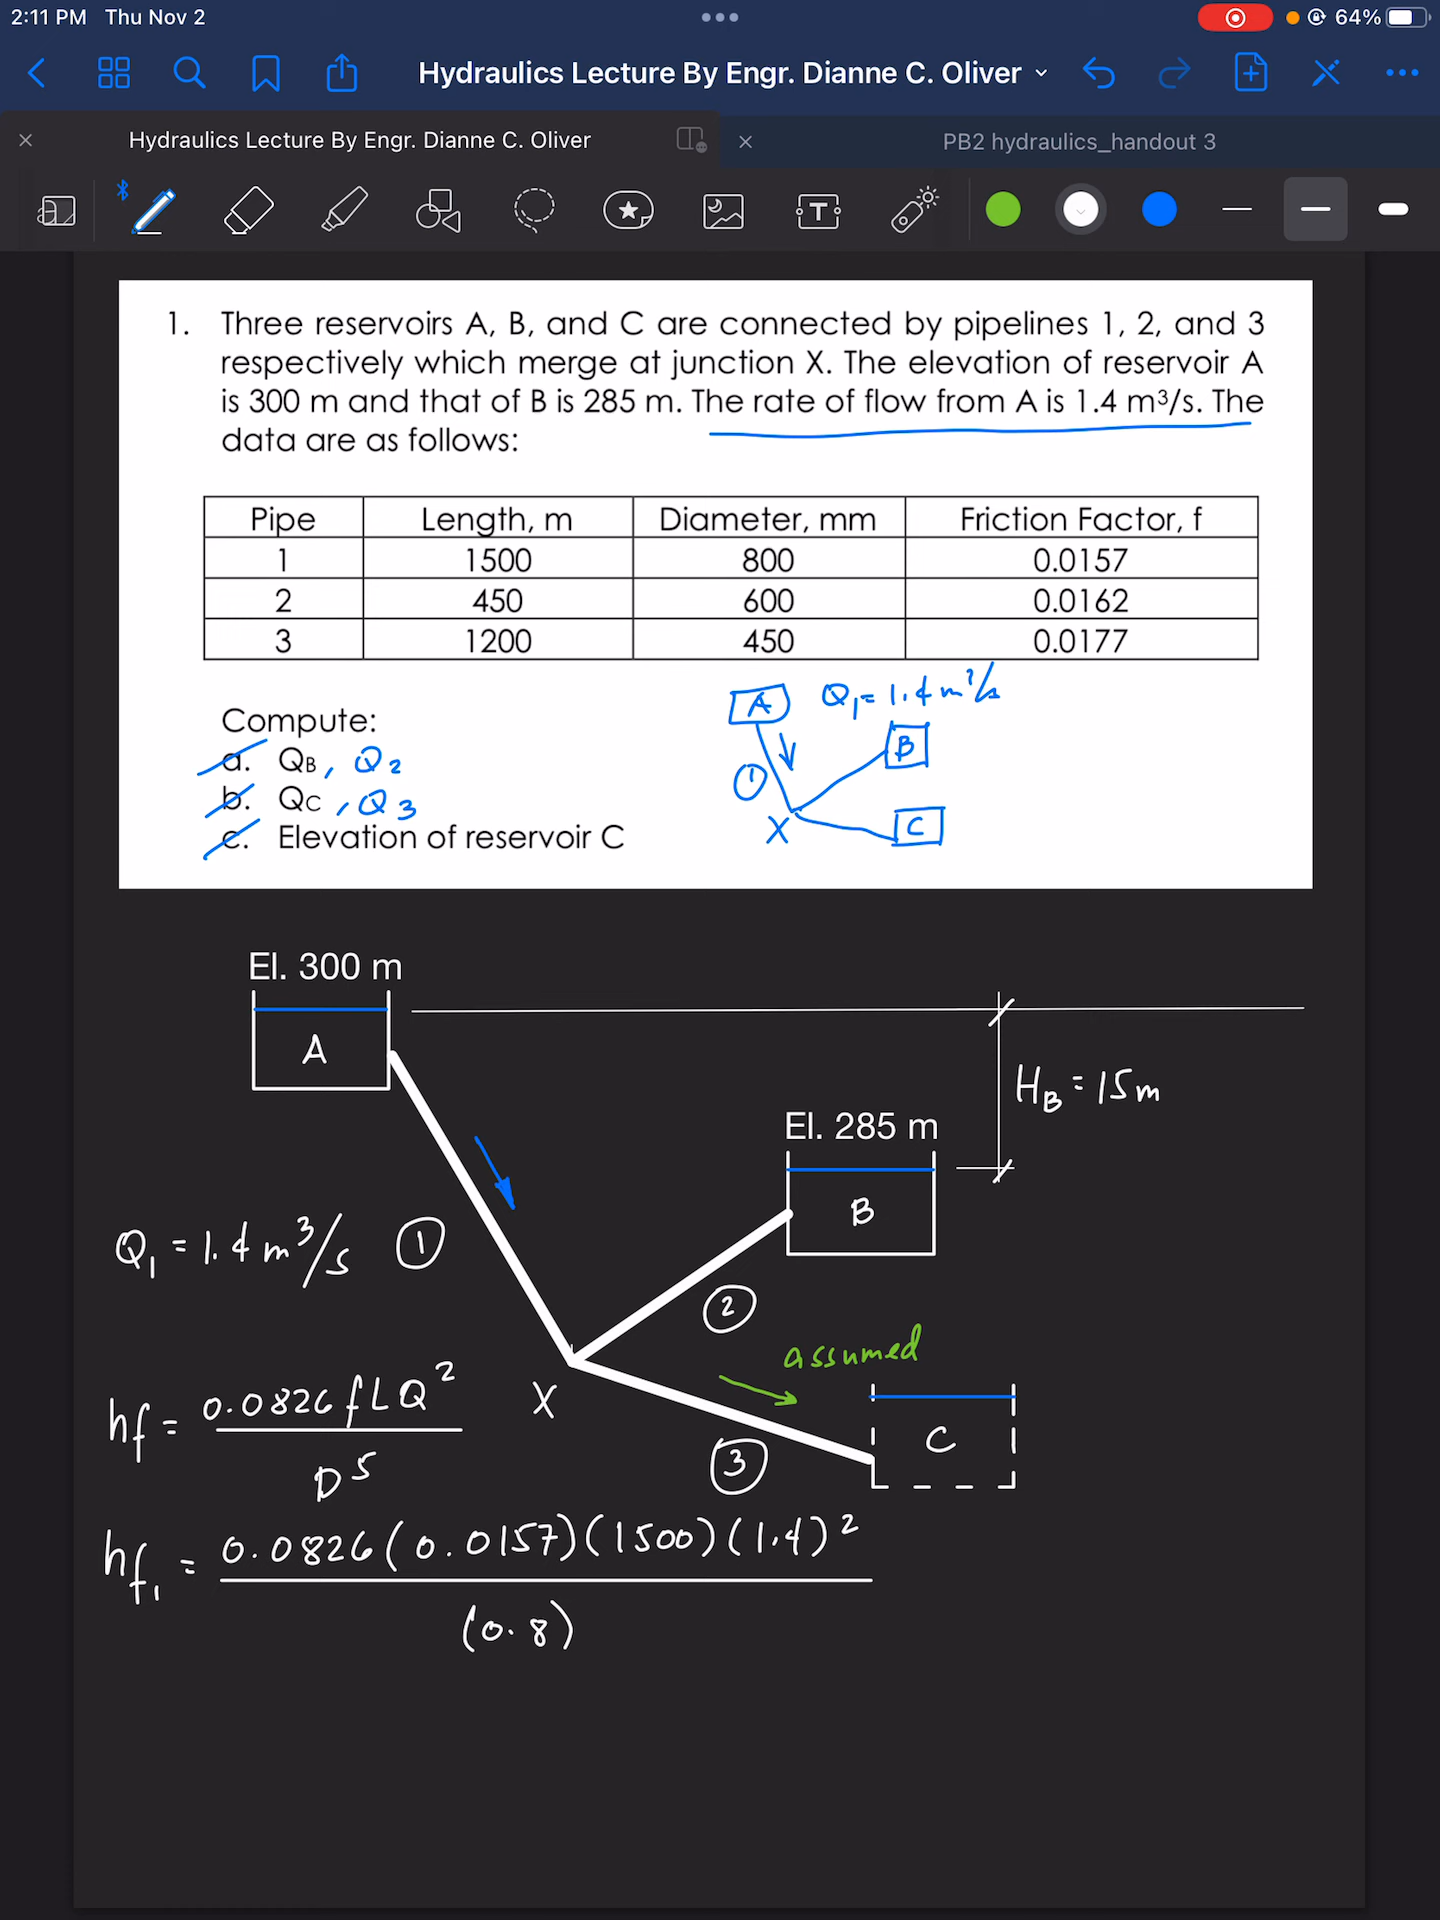 2:11 PM Thu Nov 2
64%
Hydraulics Lecture By Engr. Dianne C. Oliver
Hydraulics Lecture By Engr. Dianne C. Oliver
PB2 hydraulics_handout 3
T
1. Three reservoirs A, B, and C are connected by pipelines 1, 2, and 3
respectively which merge at junction X. The elevation of reservoir A
is 300 m and that of B is 285 m. The rate of flow from A is 1.4 m³/s. The
data are as follows:
Pipe Length, m Diameter, mm Friction Factor, f
1 1500 800 0.0157
2 450 600 0.0162
3 1200 450 0.0177
Compute:
a. QB, Q2
b. QC, Q3
c. Elevation of reservoir C
A Q₁ = 1.4 m³/s
B
1
X
C
El. 300 m
A
HB = 15m
El. 285 m
B
Q₁ = 1.4 m³/s 1
2
assumed
X
3
C
hf = 0.0826 fLQ²
D⁵
hf₁ = 0.0826(0.0157)(1500)(1.4)²
(0.8)